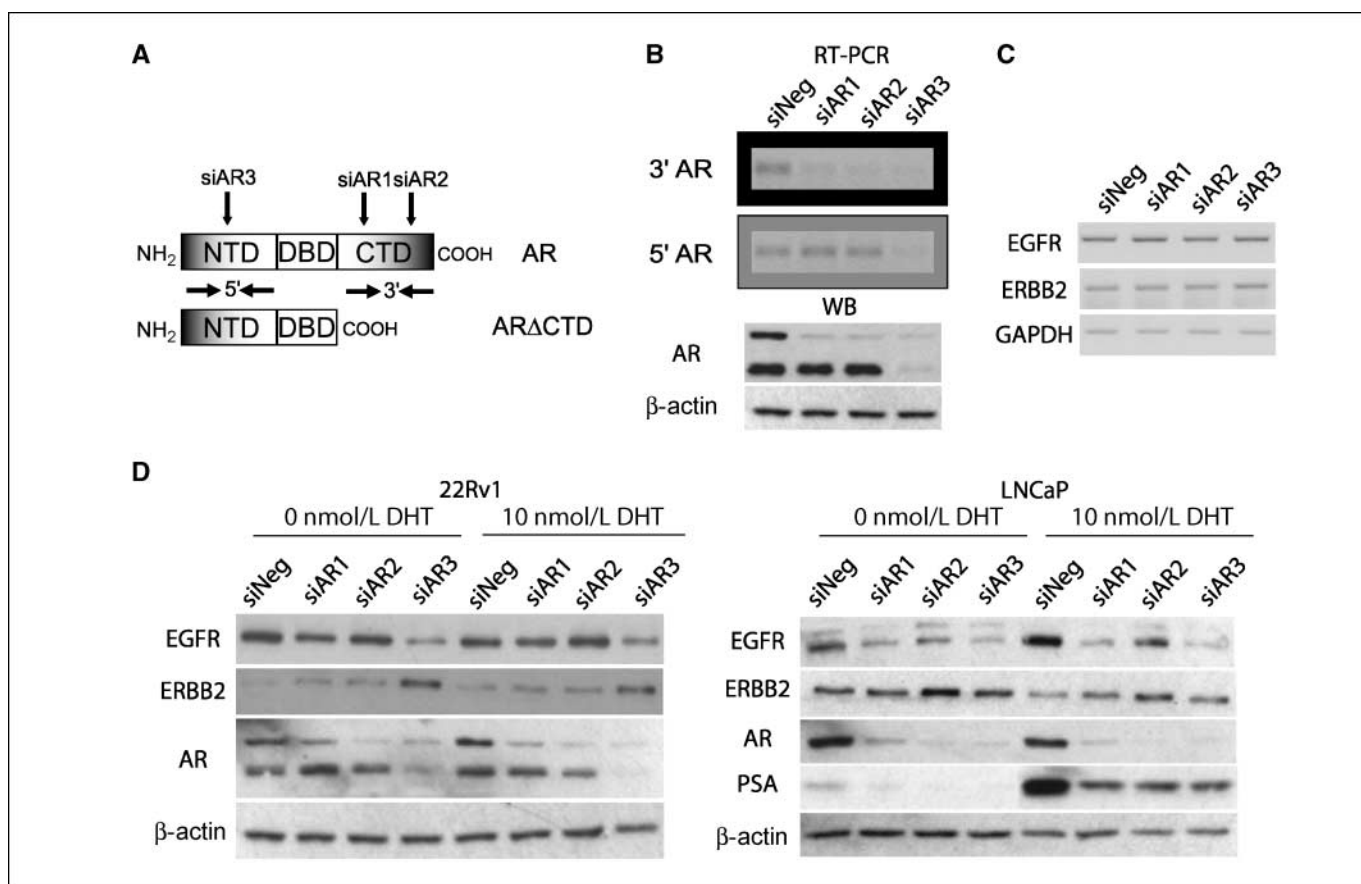 A
siAR3
siAR1 siAR2
NH2 NTD DBD CTD COOH AR
5' 3'
NH2 NTD DBD COOH ARΔCTD
B
RT-PCR
siNeg siAR1 siAR2 siAR3
3' AR
5' AR
WB
AR
β-actin
C
siNeg siAR1 siAR2 siAR3
EGFR
ERBB2
GAPDH
D
22Rv1
0 nmol/L DHT 10 nmol/L DHT
siNeg siAR1 siAR2 siAR3 siNeg siAR1 siAR2 siAR3
EGFR
ERBB2
AR
β-actin
LNCaP
0 nmol/L DHT 10 nmol/L DHT
siNeg siAR1 siAR2 siAR3 siNeg siAR1 siAR2 siAR3
EGFR
ERBB2
AR
PSA
β-actin